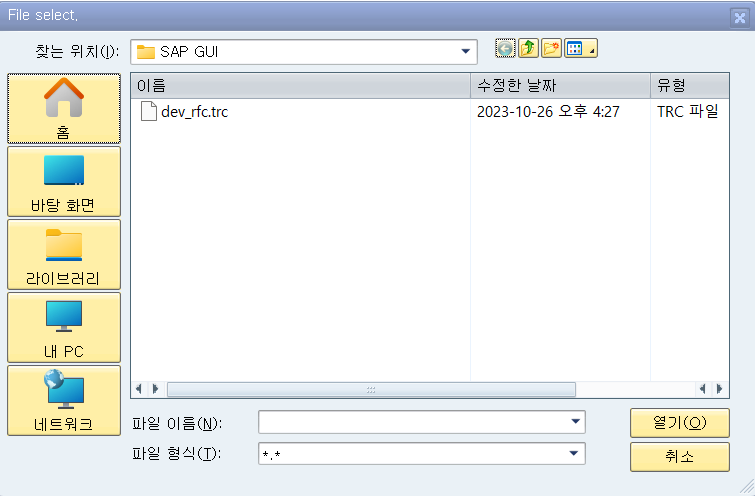 File select.
찾는 위치(I): SAP GUI
이름 수정한 날짜 유형
dev_rfc.trc 2023-10-26 오후 4:27 TRC 파일
홈
바탕 화면
라이브러리
내 PC
네트워크
파일 이름(N): 열기(O)
파일 형식(T): *.* 취소